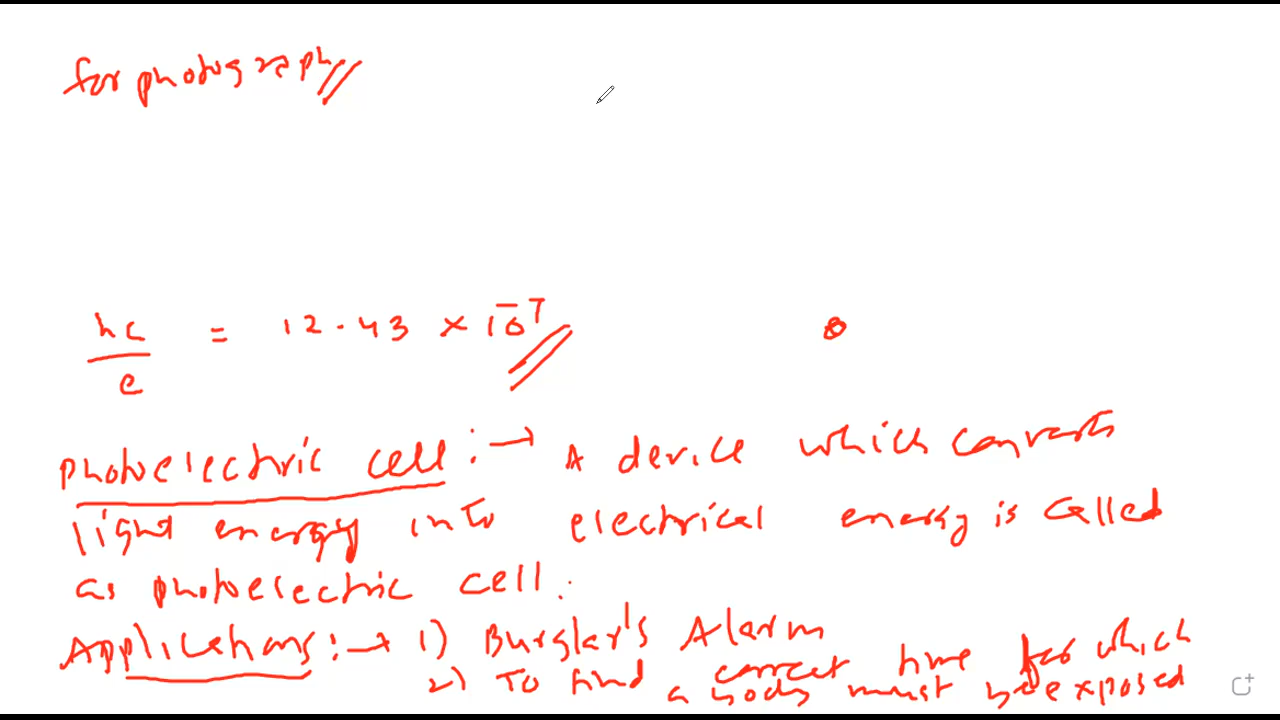 for photograph
hc/e = 12.43 × 10⁻⁷
Photoelectric cell :→ A device which converts
light energy into electrical energy is called
as photoelectric cell.
Applications :→ 1) Burglar's Alarm
2) To find correct time for which
a body must be exposed